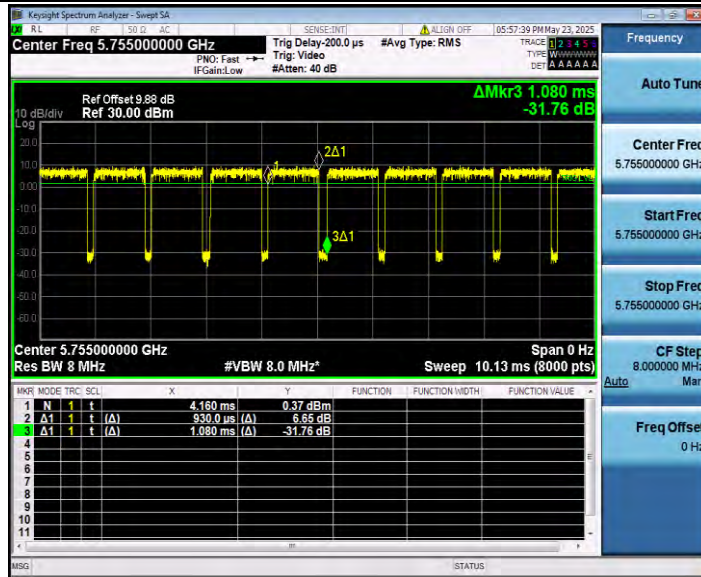 Keysight Spectrum Analyzer - Swept SA
RL RF 50 Ω AC SENSE:INT ALIGN OFF 05:57:39 PM May 23, 2025
Center Freq 5.755000000 GHz
PNO: Fast
IFGain:Low
Trig Delay-200.0 µs
Trig: Video
#Atten: 40 dB
#Avg Type: RMS
TRACE 1 2 3 4 5 6
TYPE W
DET A A A A A A
ΔMkr3 1.080 ms
-31.76 dB
Ref Offset 9.88 dB
10 dB/div Ref 30.00 dBm
Log
20.0
10.0
0.00
-10.0
-20.0
-30.0
-40.0
-50.0
-60.0
1
2Δ1
3Δ1
Center 5.755000000 GHz Span 0 Hz
Res BW 8 MHz #VBW 8.0 MHz* Sweep 10.13 ms (8000 pts)
MKR MODE TRC SCL X Y FUNCTION FUNCTION WIDTH FUNCTION VALUE
1 N 1 t 4.160 ms 0.37 dBm
2 Δ1 1 t (Δ) 930.0 µs (Δ) 6.65 dB
3 Δ1 1 t (Δ) 1.080 ms (Δ) -31.76 dB
4
5
6
7
8
9
10
11
MSG STATUS
Frequency
Auto Tune
Center Freq
5.755000000 GHz
Start Freq
5.755000000 GHz
Stop Freq
5.755000000 GHz
CF Step
8.000000 MHz
Auto Man
Freq Offset
0 Hz